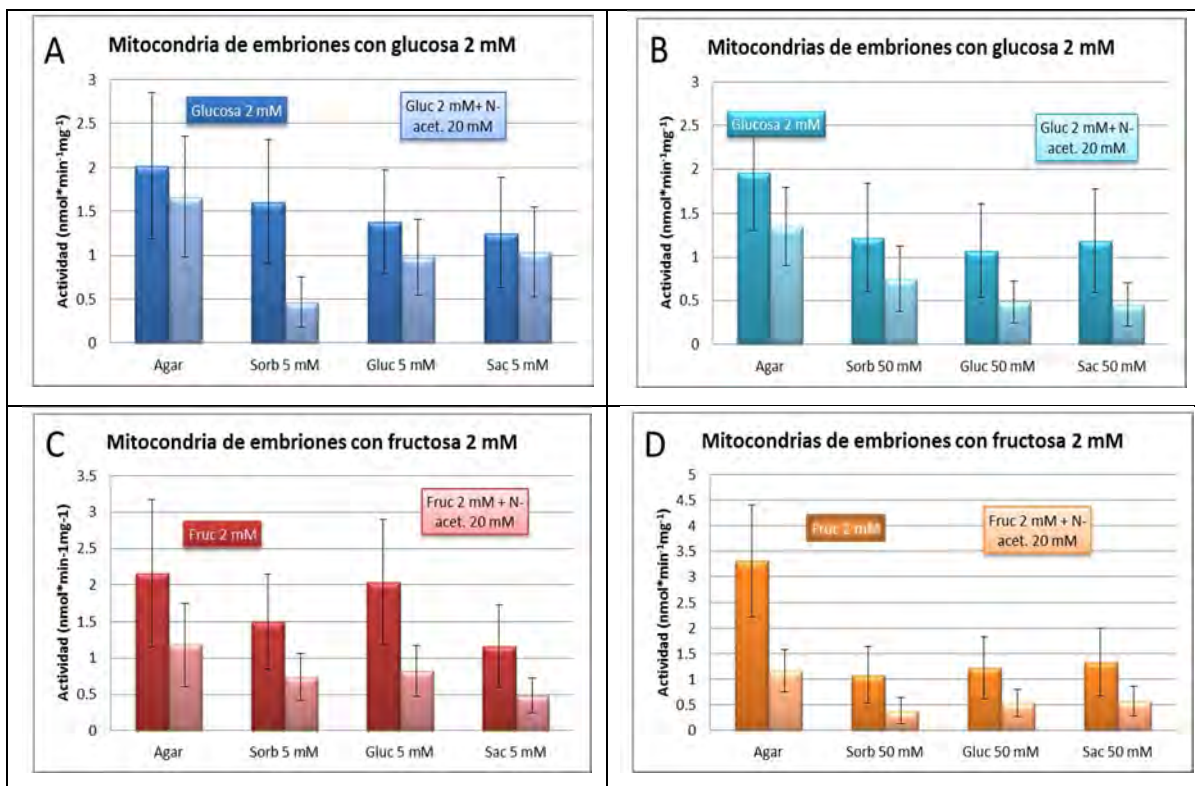 A
Mitocondria de embriones con glucosa 2 mM
Actividad (nmol*min⁻¹mg⁻¹)
3
2.5
2
1.5
1
0.5
0
Glucosa 2 mM
Gluc 2 mM+ N-
acet. 20 mM
Agar Sorb 5 mM Gluc 5 mM Sac 5 mM
B
Mitocondrias de embriones con glucosa 2 mM
Actividad (nmol*min⁻¹mg⁻¹)
3
2.5
2
1.5
1
0.5
0
Glucosa 2 mM
Gluc 2 mM+ N-
acet. 20 mM
Agar Sorb 50 mM Gluc 50 mM Sac 50 mM
C
Mitocondria de embriones con fructosa 2 mM
Actividad (nmol*min-1mg-1)
3.5
3
2.5
2
1.5
1
0.5
0
Fruc 2 mM
Fruc 2 mM + N-
acet. 20 mM
Agar Sorb 5 mM Gluc 5 mM Sac 5 mM
D
Mitocondrias de embriones con fructosa 2 mM
Actividad (nmol*min⁻¹mg⁻¹)
5
4.5
4
3.5
3
2.5
2
1.5
1
0.5
0
Fruc 2 mM
Fruc 2 mM + N-
acet. 20 mM
Agar Sorb 50 mM Gluc 50 mM Sac 50 mM